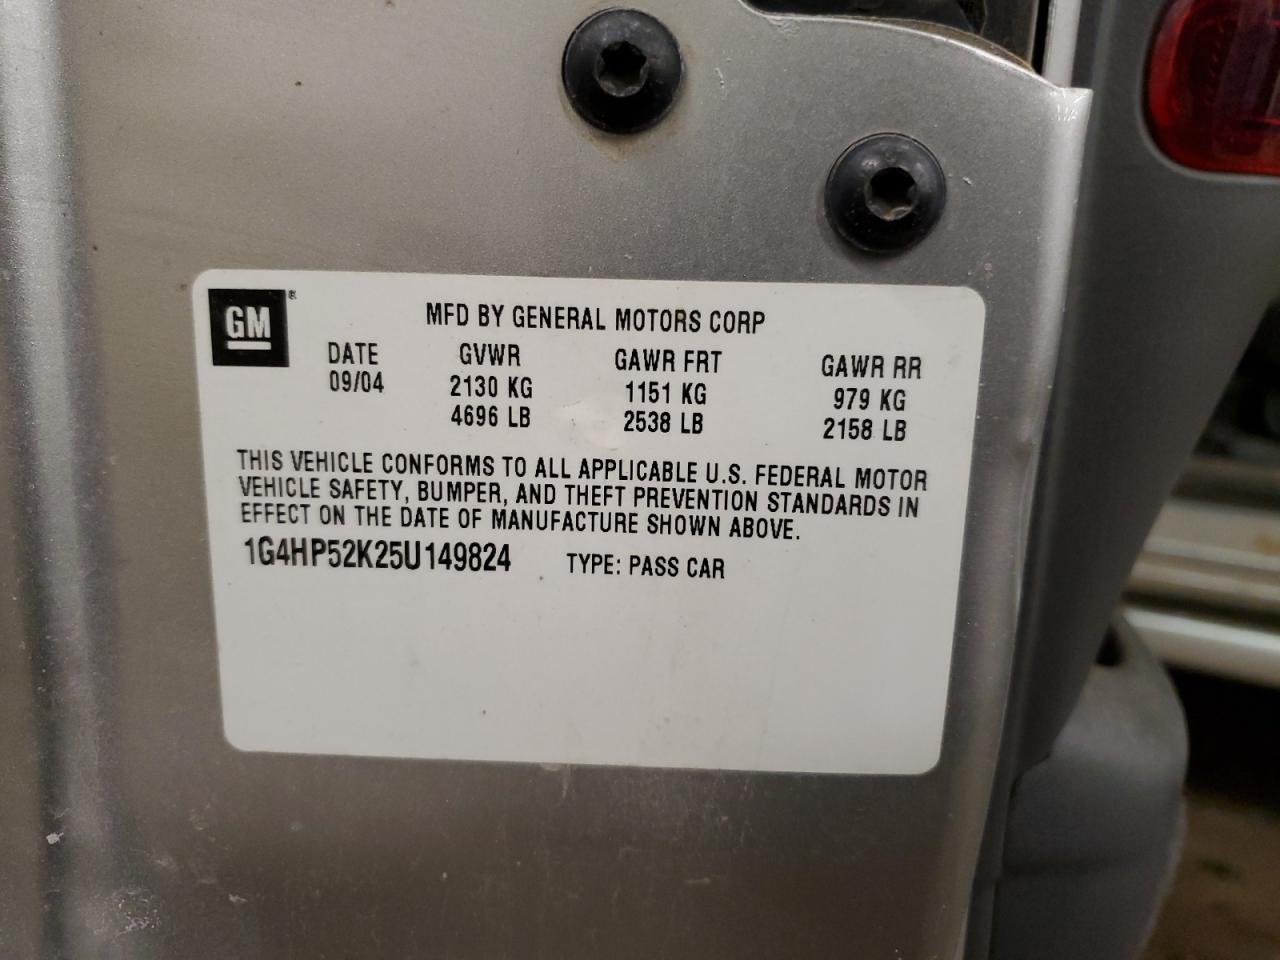 GM®
MFD BY GENERAL MOTORS CORP
DATE GVWR GAWR FRT GAWR RR
09/04 2130 KG 1151 KG 979 KG
4696 LB 2538 LB 2158 LB
THIS VEHICLE CONFORMS TO ALL APPLICABLE U.S. FEDERAL MOTOR
VEHICLE SAFETY, BUMPER, AND THEFT PREVENTION STANDARDS IN
EFFECT ON THE DATE OF MANUFACTURE SHOWN ABOVE.
1G4HP52K25U149824 TYPE: PASS CAR